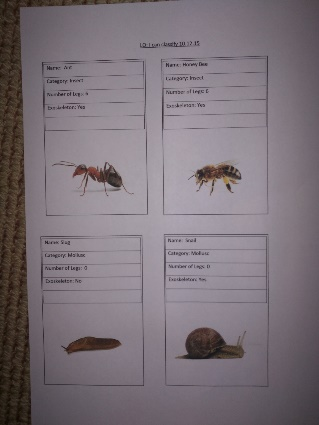 LO: I can classify 10-12-15
Name: Ant
Category: Insect
Number of Legs: 6
Exoskeleton: Yes
Name: Honey Bee
Category: Insect
Number of Legs: 6
Exoskeleton: Yes
Name: Slug
Category: Mollusc
Number of Legs: 0
Exoskeleton: No
Name: Snail
Category: Mollusc
Number of Legs: 0
Exoskeleton: Yes